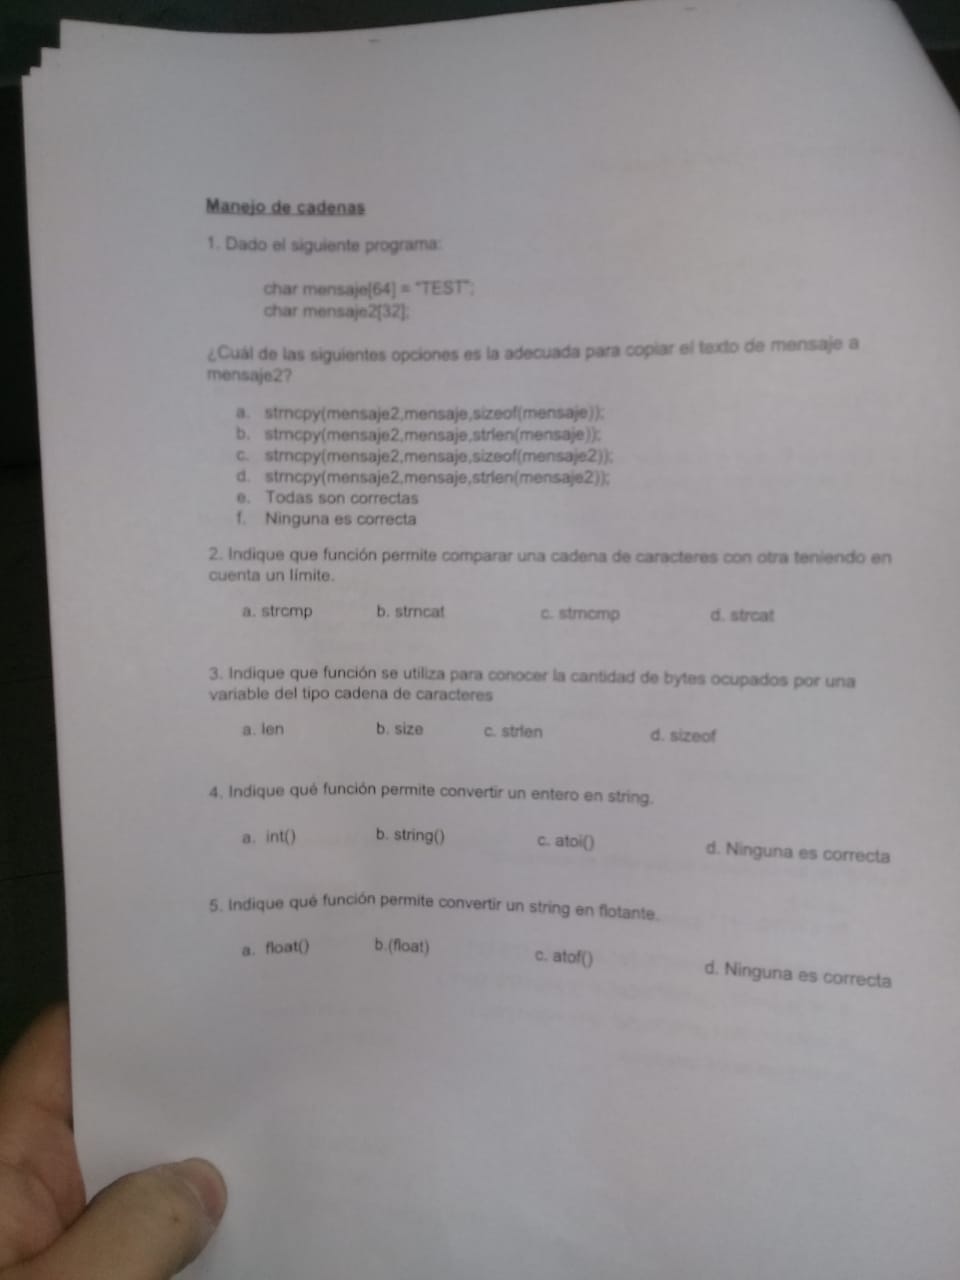 Manejo de cadenas
1. Dado el siguiente programa:
char mensaje[64] = "TEST";
char mensaje2[32];
¿Cuál de las siguientes opciones es la adecuada para copiar el texto de mensaje a
mensaje2?
a. strncpy(mensaje2,mensaje,sizeof(mensaje));
b. strncpy(mensaje2,mensaje,strlen(mensaje));
c. strncpy(mensaje2,mensaje,sizeof(mensaje2));
d. strncpy(mensaje2,mensaje,strlen(mensaje2));
e. Todas son correctas
f. Ninguna es correcta
2. Indique que función permite comparar una cadena de caracteres con otra teniendo en
cuenta un límite.
a. strcmp b. strncat c. strncmp d. strcat
3. Indique que función se utiliza para conocer la cantidad de bytes ocupados por una
variable del tipo cadena de caracteres
a. len b. size c. strlen d. sizeof
4. Indique qué función permite convertir un entero en string.
a. int() b. string() c. atoi() d. Ninguna es correcta
5. Indique qué función permite convertir un string en flotante.
a. float() b.(float) c. atof() d. Ninguna es correcta